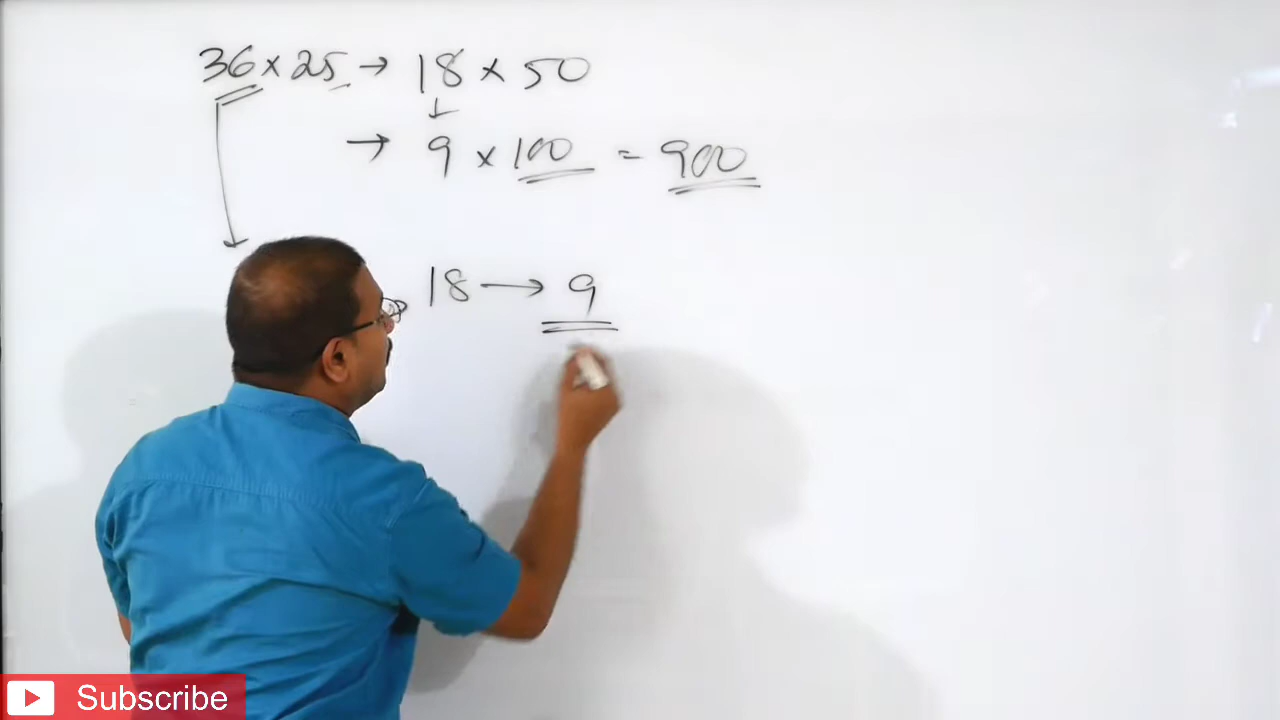 36 × 25 → 18 × 50
→ 9 × 100 = 900
18 → 9
Subscribe